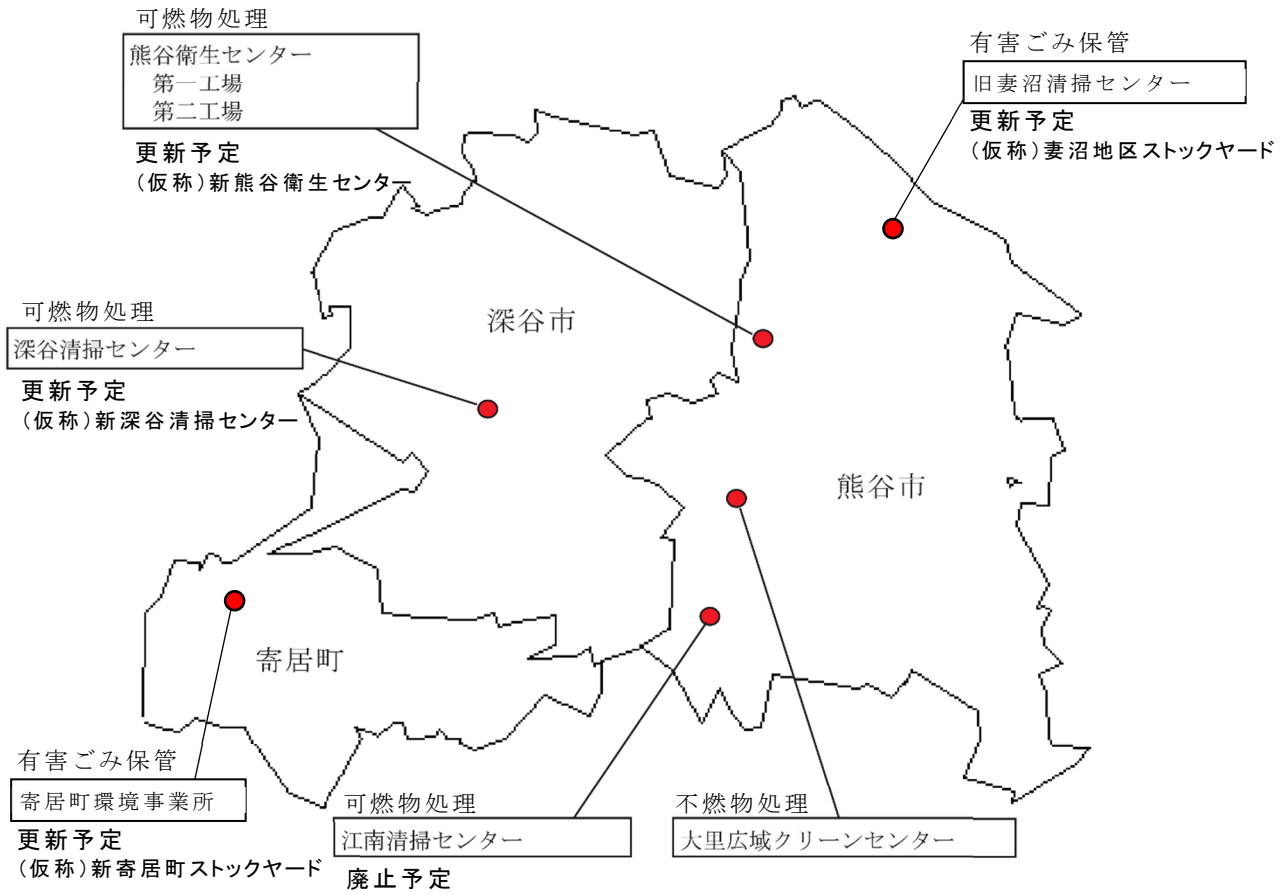 可燃物処理
熊谷衛生センター
第一工場
第二工場
更新予定
(仮称)新熊谷衛生センター
有害ごみ保管
旧妻沼清掃センター
更新予定
(仮称)妻沼地区ストックヤード
可燃物処理
深谷清掃センター
更新予定
(仮称)新深谷清掃センター
深谷市
熊谷市
寄居町
有害ごみ保管
寄居町環境事業所
更新予定
(仮称)新寄居町ストックヤード
可燃物処理
江南清掃センター
廃止予定
不燃物処理
大里広域クリーンセンター